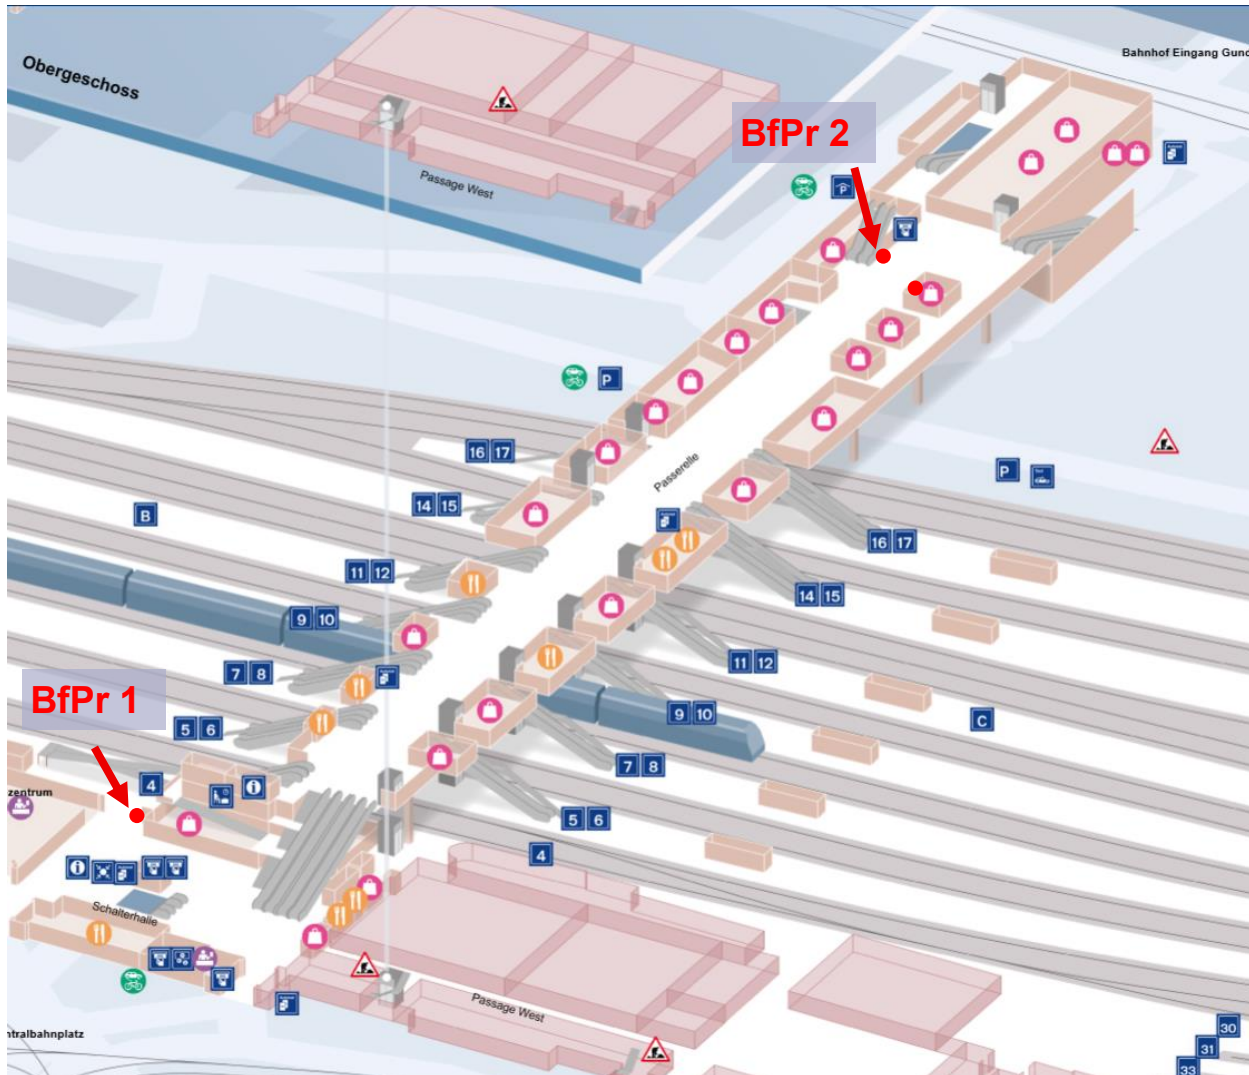 Bahnhof Eingang Gund
Obergeschoss
BfPr 2
Passage West
P
P
16 17
Passerelle
P
14 15
B
16 17
11 12
14 15
9 10
11 12
7 8
BfPr 1
9 10
C
5 6
7 8
4
i
zentrum
5 6
4
i
Schalterhalle
Passage West
ntralbahnplatz
30
31
33